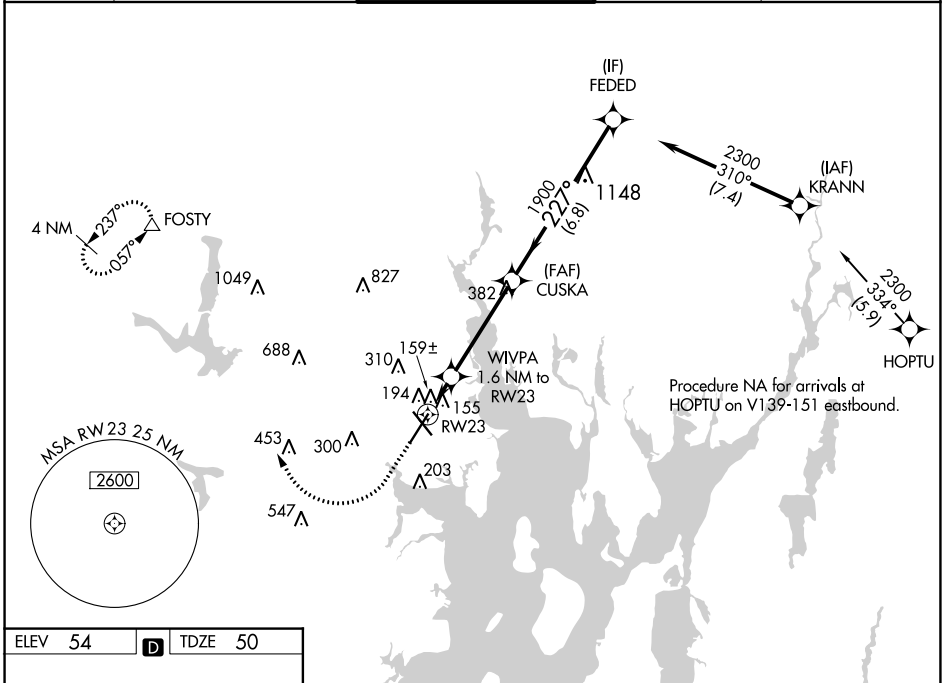 (IF)
FEDED
2300
310°
(7.4)
(IAF)
KRANN
1148
1900
227°
(6.8)
4 NM
237°
057°
FOSTY
1049
827
(FAF)
CUSKA
382
2300
334°
(5.9)
HOPTU
688
310
159±
WIVPA
1.6 NM to
RW23
194
155
RW23
Procedure NA for arrivals at
HOPTU on V139-151 eastbound.
453
300
203
547
MSA RW 23 25 NM
2600
ELEV 54
D
TDZE 50